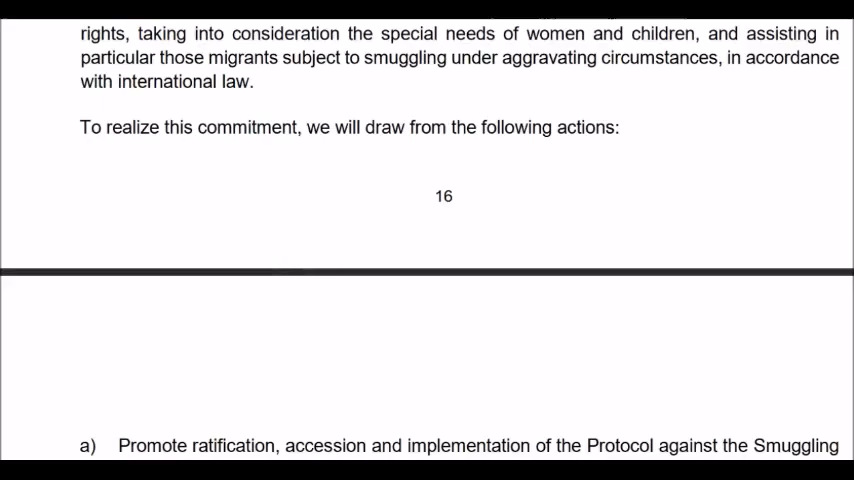 rights, taking into consideration the special needs of women and children, and assisting in
particular those migrants subject to smuggling under aggravating circumstances, in accordance
with international law.
To realize this commitment, we will draw from the following actions:
16
a) Promote ratification, accession and implementation of the Protocol against the Smuggling